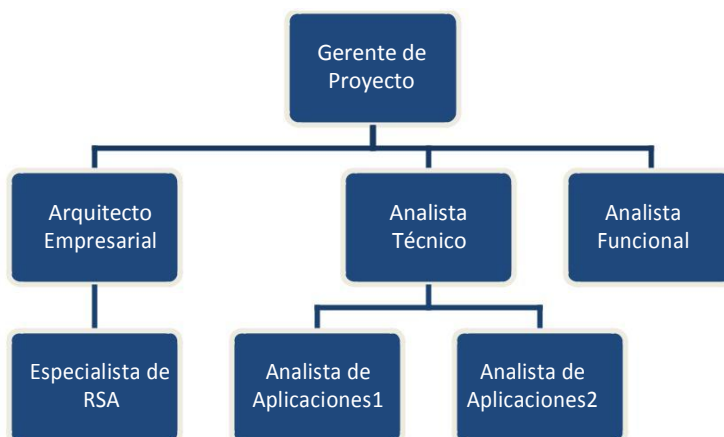 Gerente de
Proyecto
Arquitecto
Empresarial
Analista
Técnico
Analista
Funcional
Especialista de
RSA
Analista de
Aplicaciones1
Analista de
Aplicaciones2